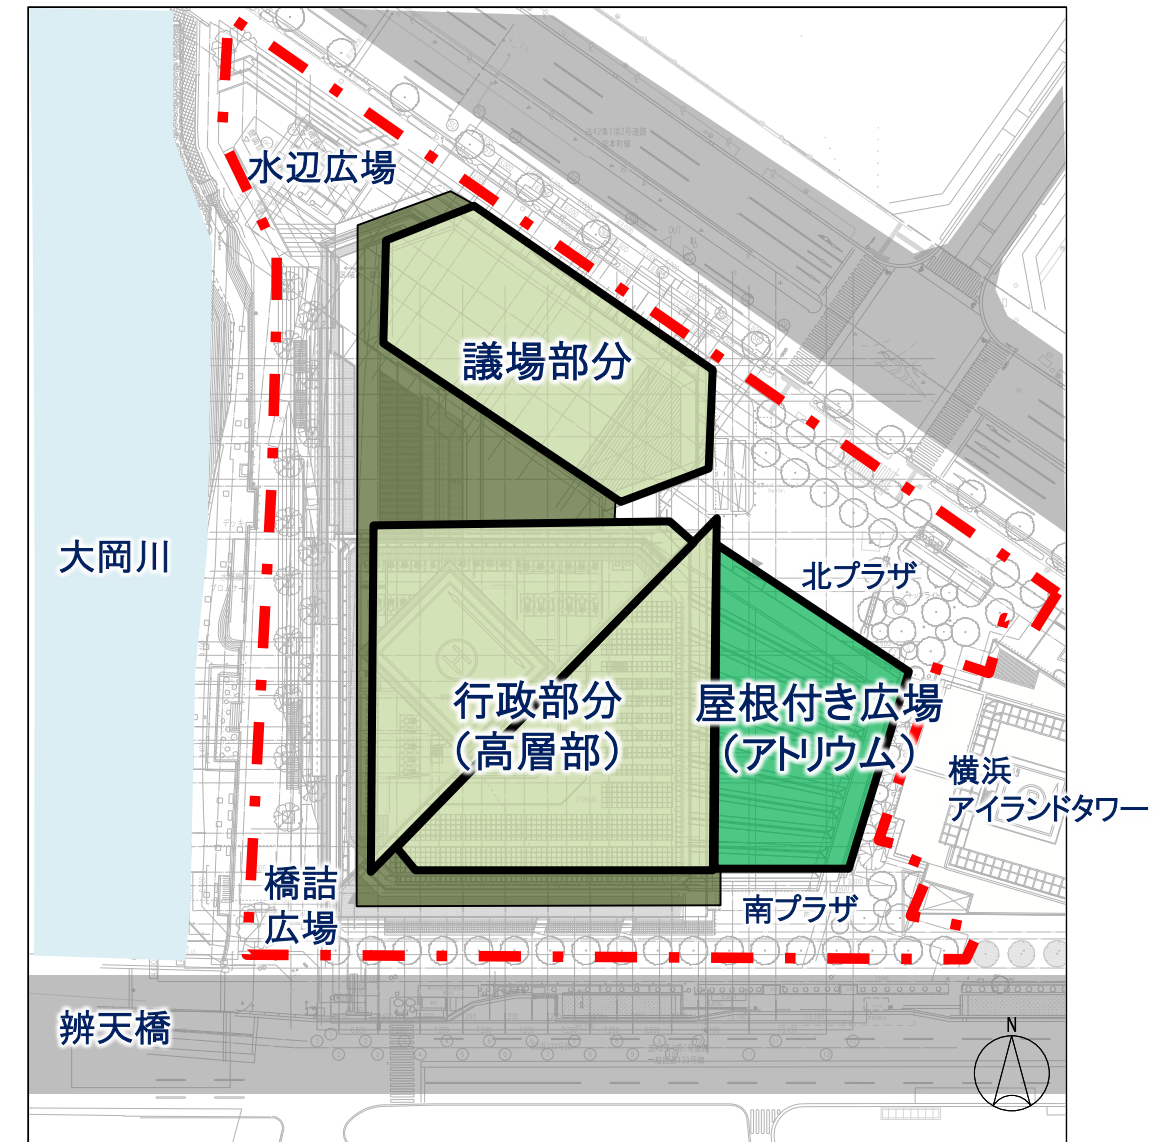 水辺広場
議場部分
大岡川
北プラザ
行政部分
（高層部）
屋根付き広場
（アトリウム）
横浜
アイランドタワー
橋詰
広場
南プラザ
辨天橋
N